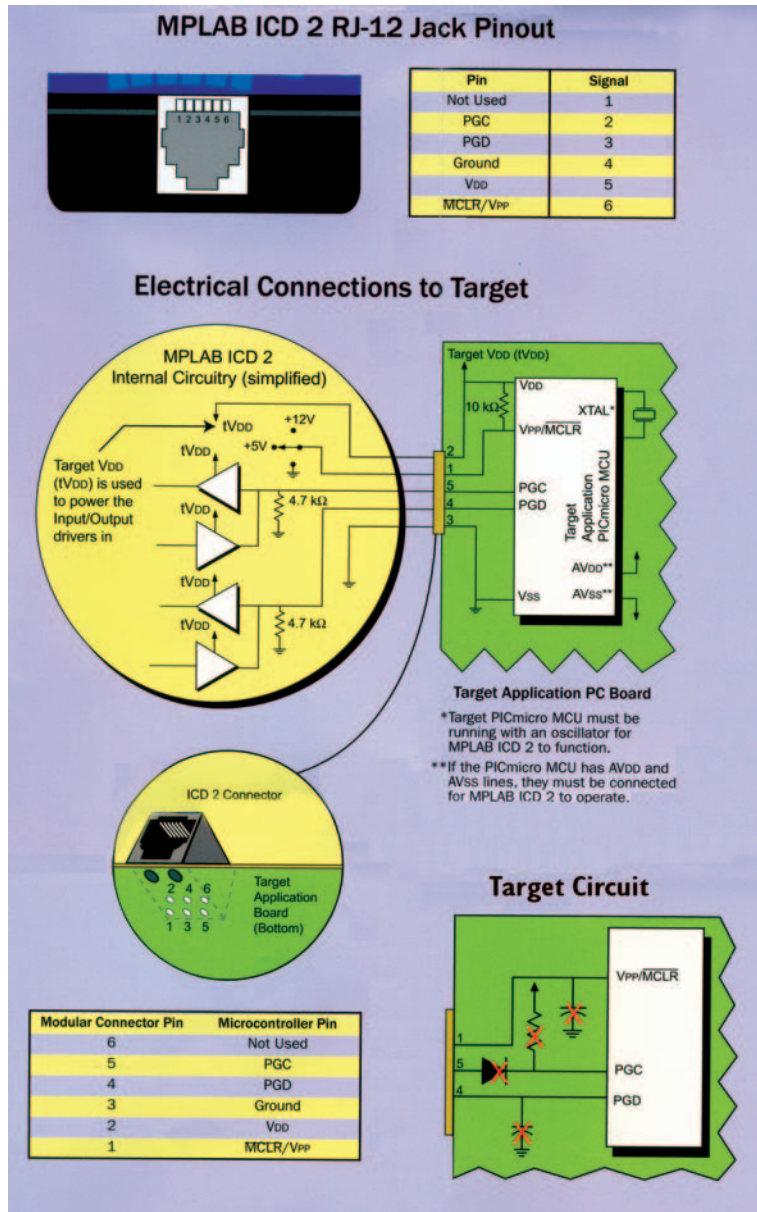 MPLAB ICD 2 RJ-12 Jack Pinout
1 2 3 4 5 6
Pin Signal
Not Used 1
PGC 2
PGD 3
Ground 4
VDD 5
MCLR/VPP 6
Electrical Connections to Target
MPLAB ICD 2
Internal Circuitry (simplified)
tVDD
+12V
+5V
Target VDD
(tVDD) is used
to power the
Input/Output
drivers in
tVDD
4.7 kΩ
tVDD
tVDD
4.7 kΩ
tVDD
Target VDD (tVDD)
10 kΩ
VDD
XTAL*
VPP/MCLR
2
1
5
4
3
PGC
PGD
Target
Application
PICmicro MCU
AVDD**
AVSS**
VSS
Target Application PC Board
*Target PICmicro MCU must be
running with an oscillator for
MPLAB ICD 2 to function.
**If the PICmicro MCU has AVDD and
AVSS lines, they must be connected
for MPLAB ICD 2 to operate.
ICD 2 Connector
2 4 6
1 3 5
Target
Application
Board
(Bottom)
Target Circuit
VPP/MCLR
1
5
4
PGC
PGD
Modular Connector Pin Microcontroller Pin
6 Not Used
5 PGC
4 PGD
3 Ground
2 VDD
1 MCLR/VPP